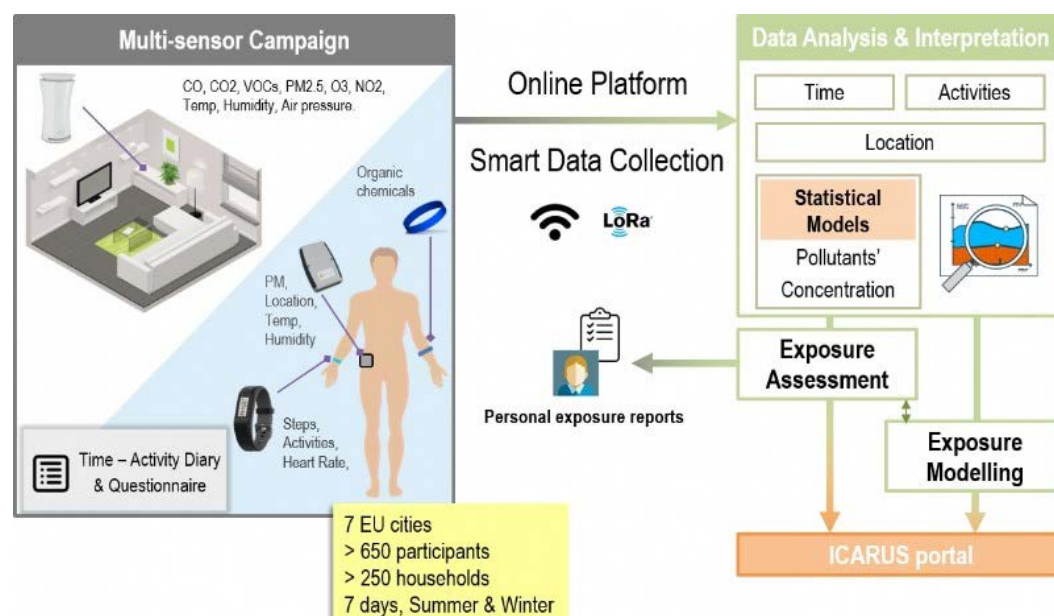 Multi-sensor Campaign
CO, CO2, VOCs, PM2.5, O3, NO2,
Temp, Humidity, Air pressure.
Organic
chemicals
PM,
Location,
Temp,
Humidity
Steps,
Activities,
Heart Rate,
Time – Activity Diary
& Questionnaire
7 EU cities
> 650 participants
> 250 households
7 days, Summer & Winter
Online Platform
Smart Data Collection
LoRa
Personal exposure reports
Data Analysis & Interpretation
Time
Activities
Location
Statistical
Models
Pollutants'
Concentration
Exposure
Assessment
Exposure
Modelling
ICARUS portal